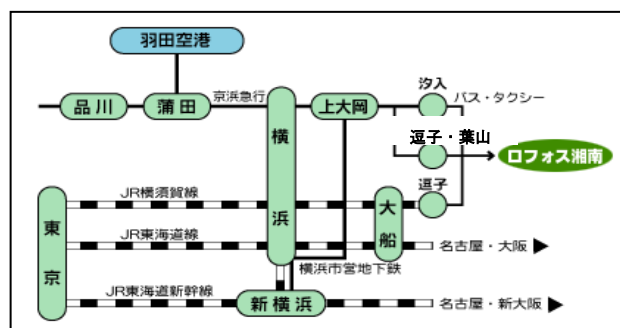 羽田空港
汐入
京浜急行
バス・タクシー
品川
蒲田
上大岡
横浜
逗子・葉山
ロフォス湘南
逗子
JR横須賀線
東京
大船
JR東海道線
名古屋・大阪
横浜市営地下鉄
JR東海道新幹線
新横浜
名古屋・新大阪